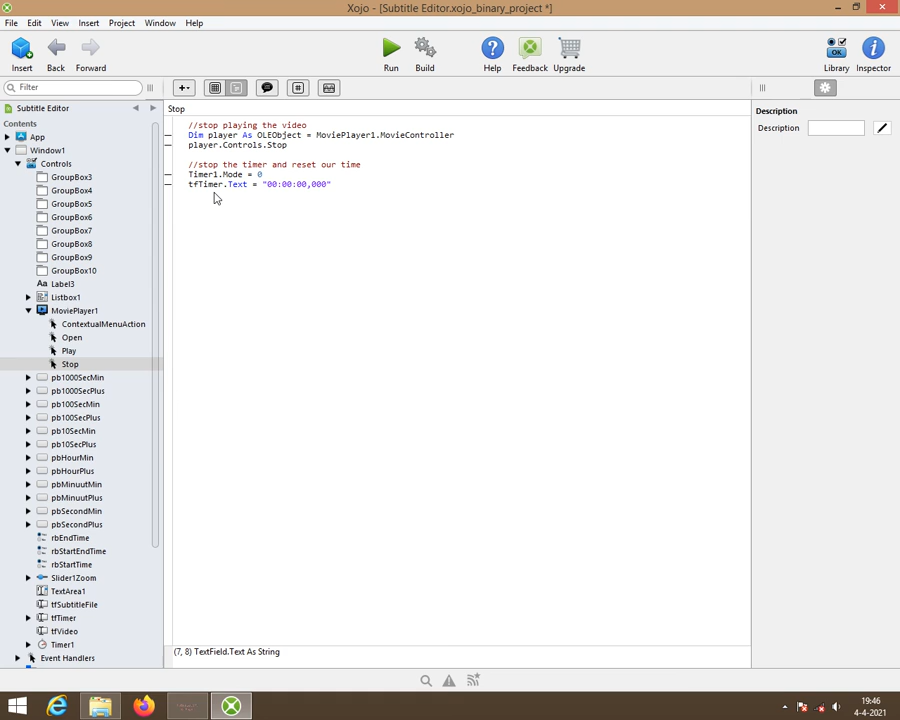 Xojo - [Subtitle Editor.xojo_binary_project *]
File Edit View Insert Project Window Help
Insert Back Forward Run Build Help Feedback Upgrade Library Inspector
OK
Filter
Subtitle Editor
Stop
Contents
App
Window1
Controls
GroupBox3
GroupBox4
GroupBox5
GroupBox6
GroupBox7
GroupBox8
GroupBox9
GroupBox10
Aa Label3
Listbox1
MoviePlayer1
ContextualMenuAction
Open
Play
Stop
pb1000SecMin
pb1000SecPlus
pb100SecMin
pb100SecPlus
pb10SecMin
pb10SecPlus
pbHourMin
pbHourPlus
pbMinuutMin
pbMinuutPlus
pbSecondMin
pbSecondPlus
rbEndTime
rbStartEndTime
rbStartTime
Slider1Zoom
TextArea1
tfSubtitleFile
tfTimer
tfVideo
Timer1
Event Handlers
//stop playing the video
Dim player As OLEObject = MoviePlayer1.MovieController
player.Controls.Stop
//stop the timer and reset our time
Timer1.Mode = 0
tfTimer.Text = "00:00:00,000"
(7, 8) TextField.Text As String
Description
Description
19:46
4-4-2021